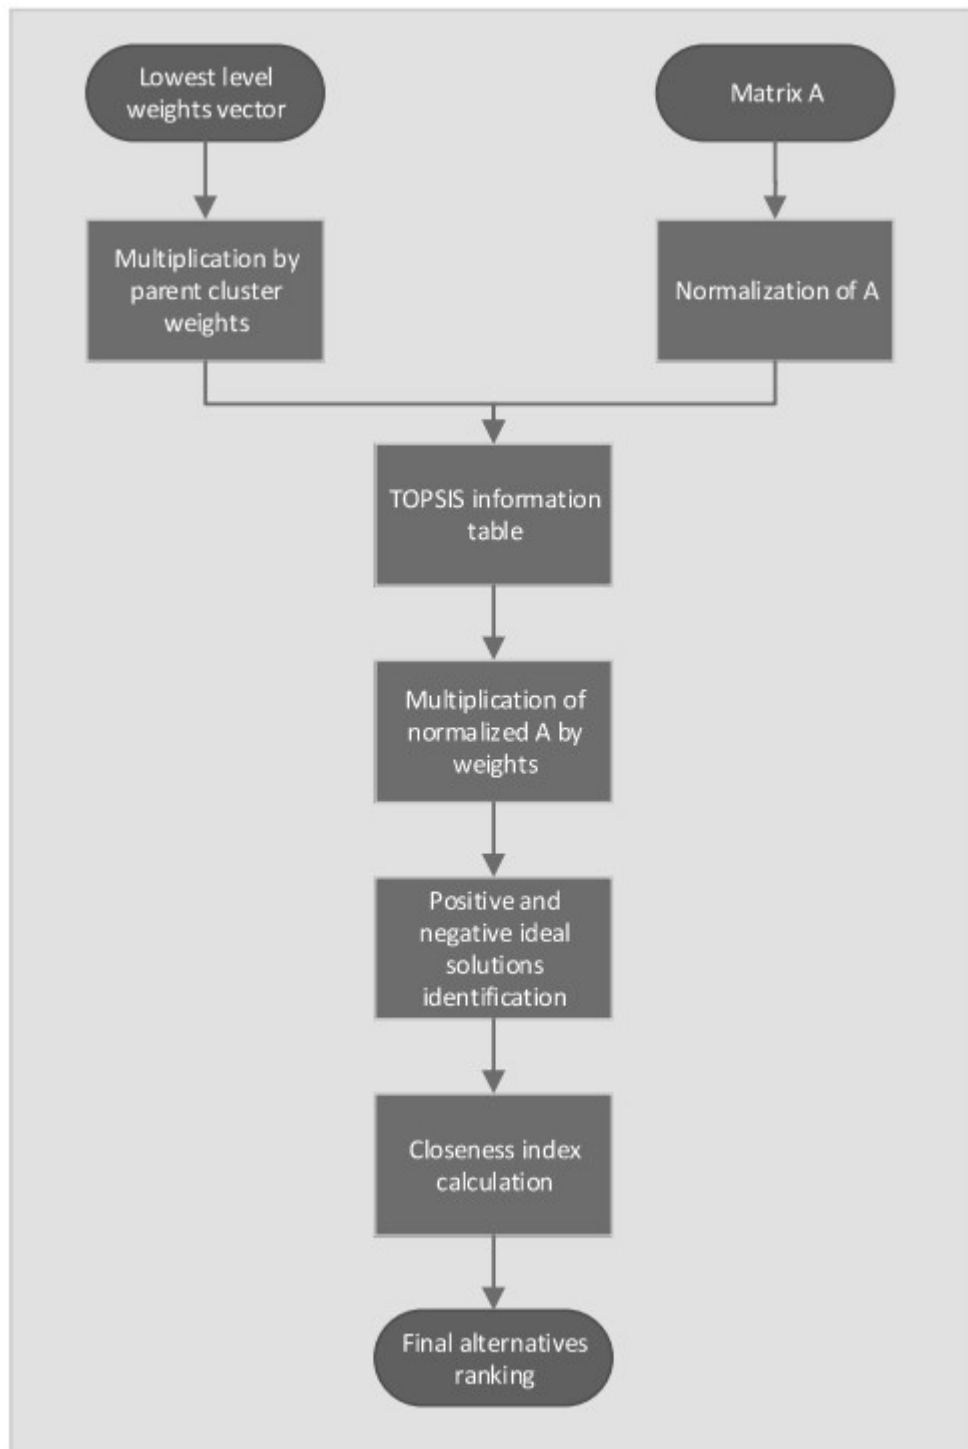 Lowest level
weights vector
Matrix A
Multiplication by
parent cluster
weights
Normalization of A
TOPSIS information
table
Multiplication of
normalized A by
weights
Positive and
negative ideal
solutions
identification
Closeness index
calculation
Final alternatives
ranking